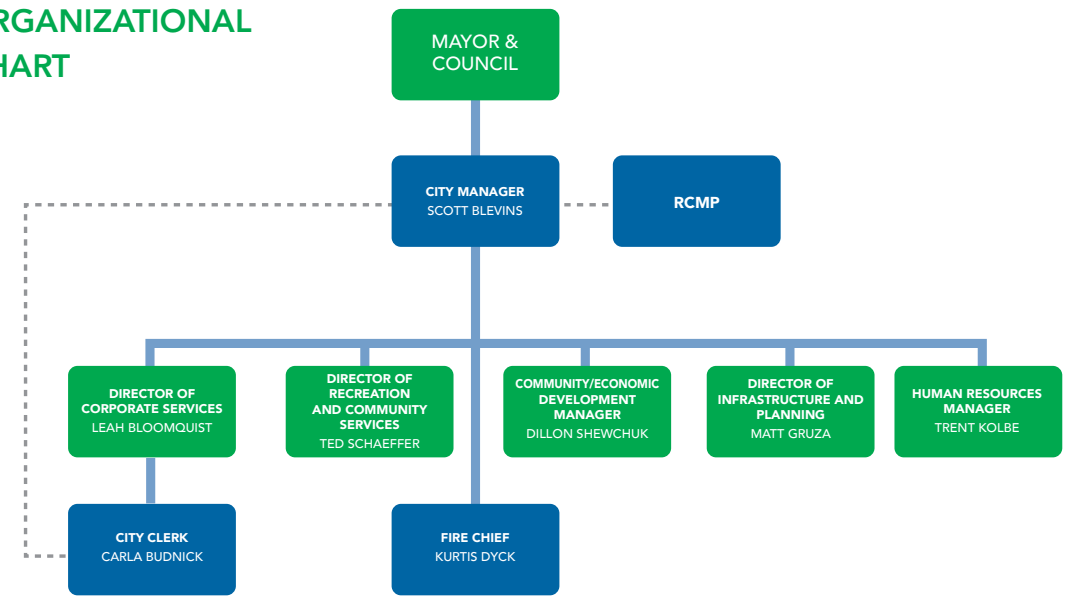 RGANIZATIONAL
HART
MAYOR &
COUNCIL
CITY MANAGER
SCOTT BLEVINS
RCMP
DIRECTOR OF
CORPORATE SERVICES
LEAH BLOOMQUIST
DIRECTOR OF
RECREATION
AND COMMUNITY
SERVICES
TED SCHAEFFER
COMMUNITY/ECONOMIC
DEVELOPMENT
MANAGER
DILLON SHEWCHUK
DIRECTOR OF
INFRASTRUCTURE AND
PLANNING
MATT GRUZA
HUMAN RESOURCES
MANAGER
TRENT KOLBE
CITY CLERK
CARLA BUDNICK
FIRE CHIEF
KURTIS DYCK